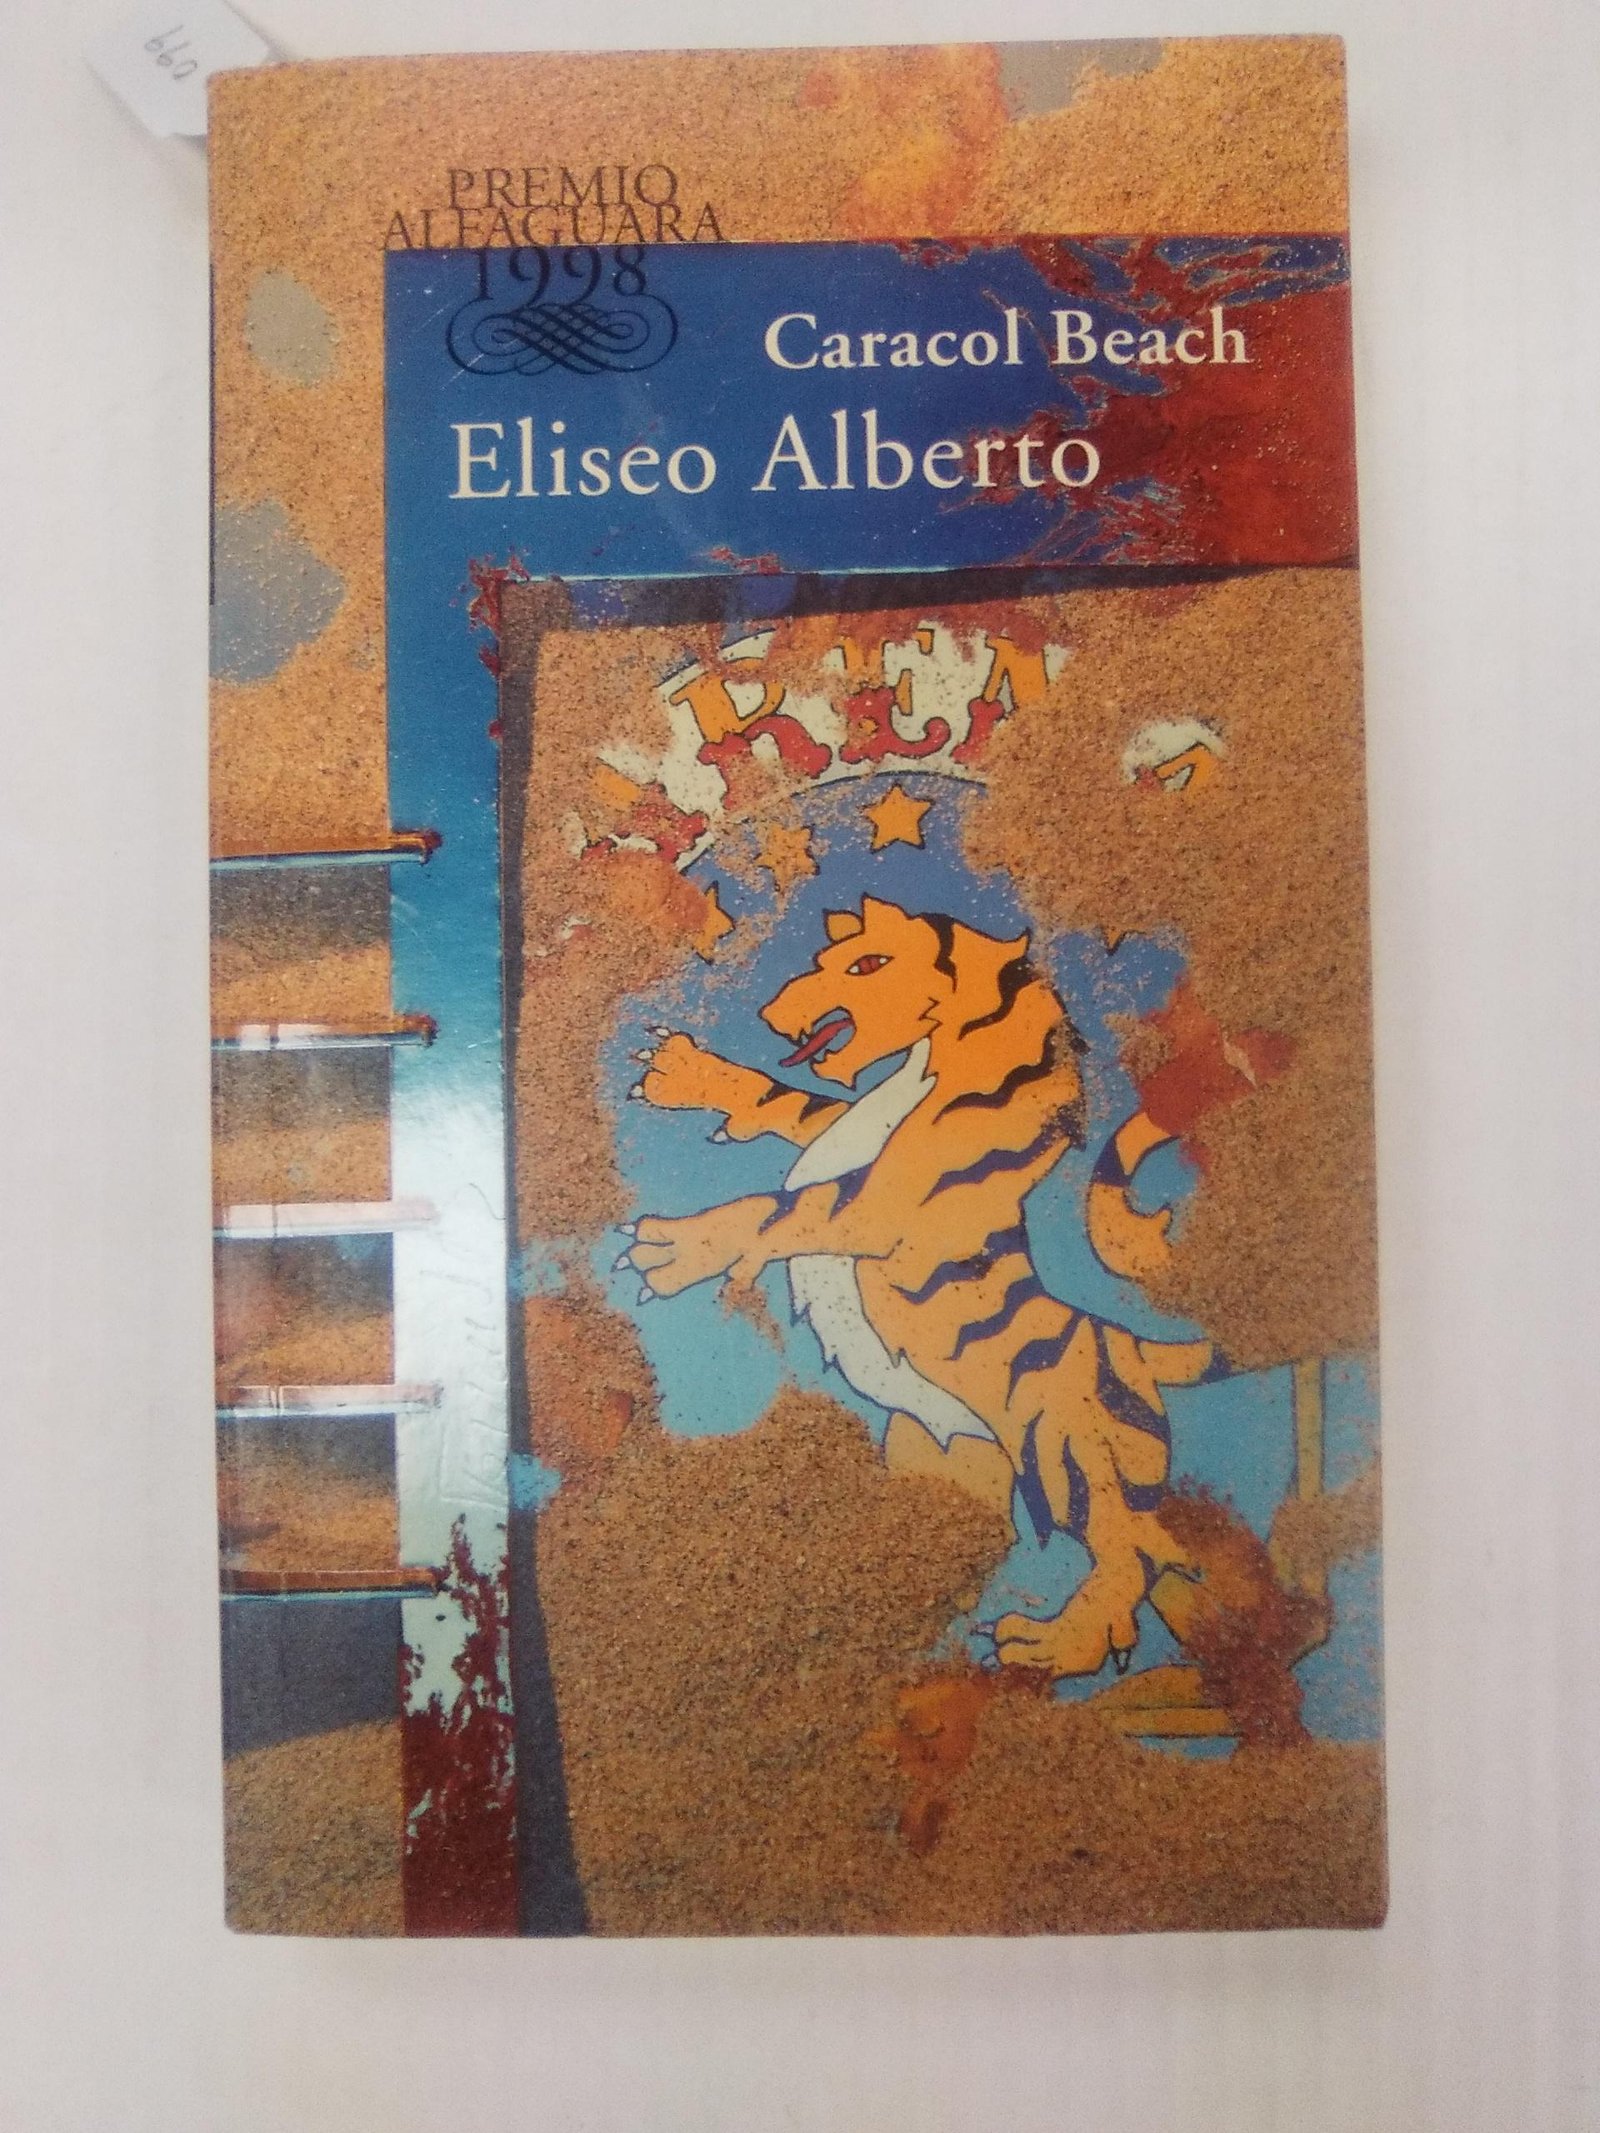 PREMIO
ALFAGUARA
1998
Caracol Beach
Eliseo Alberto